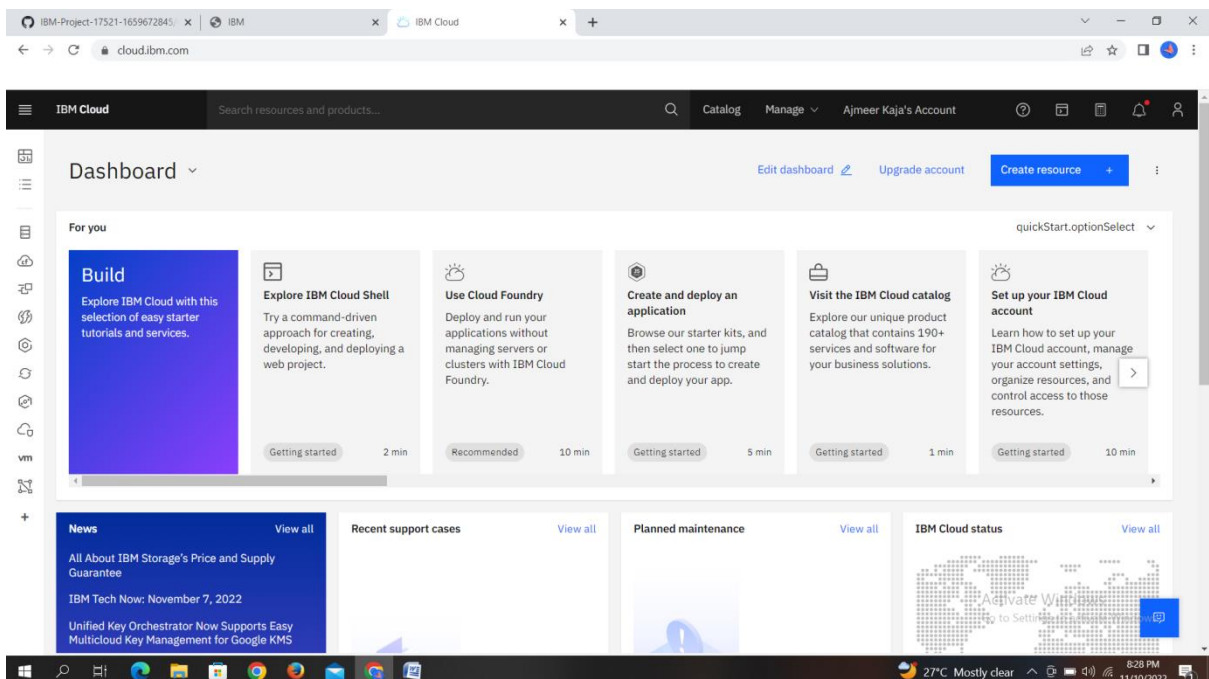 IBM-Project-17521-1659672845/
IBM
IBM Cloud
cloud.ibm.com
IBM Cloud
Search resources and products...
Catalog
Manage
Ajmeer Kaja's Account
Dashboard
Edit dashboard
Upgrade account
Create resource +
For you
quickStart.optionSelect
Build
Explore IBM Cloud with this
selection of easy starter
tutorials and services.
Explore IBM Cloud Shell
Try a command-driven
approach for creating,
developing, and deploying a
web project.
Getting started 2 min
Use Cloud Foundry
Deploy and run your
applications without
managing servers or
clusters with IBM Cloud
Foundry.
Recommended 10 min
Create and deploy an
application
Browse our starter kits, and
then select one to jump
start the process to create
and deploy your app.
Getting started 5 min
Visit the IBM Cloud catalog
Explore our unique product
catalog that contains 190+
services and software for
your business solutions.
Getting started 1 min
Set up your IBM Cloud
account
Learn how to set up your
IBM Cloud account, manage
your account settings,
organize resources, and
control access to those
resources.
Getting started 10 min
vm
News View all
All About IBM Storage's Price and Supply
Guarantee
IBM Tech Now: November 7, 2022
Unified Key Orchestrator Now Supports Easy
Multicloud Key Management for Google KMS
Recent support cases View all
Planned maintenance View all
IBM Cloud status View all
Activate Windows
to Settin
27°C Mostly clear
8:28 PM
11/10/2022